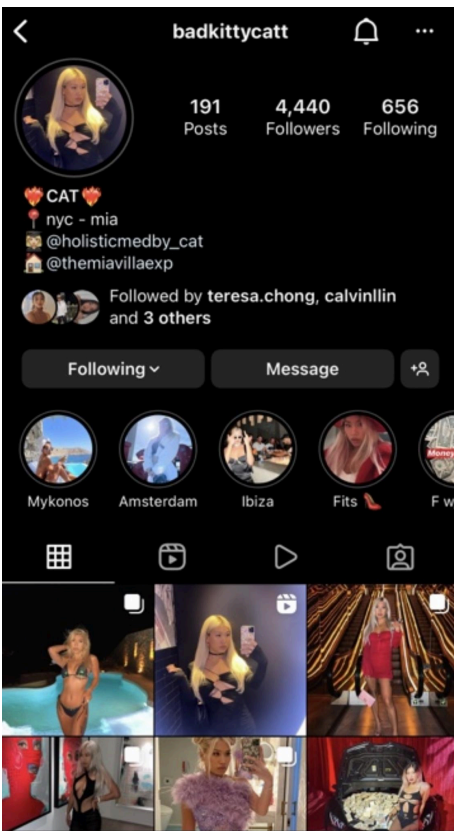 badkittycatt
191 4,440 656
Posts Followers Following
CAT
nyc - mia
@holisticmedby_cat
@themiavillaexp
Followed by teresa.chong, calvinllin
and 3 others
Following Message
Money
Mykonos Amsterdam Ibiza Fits F w